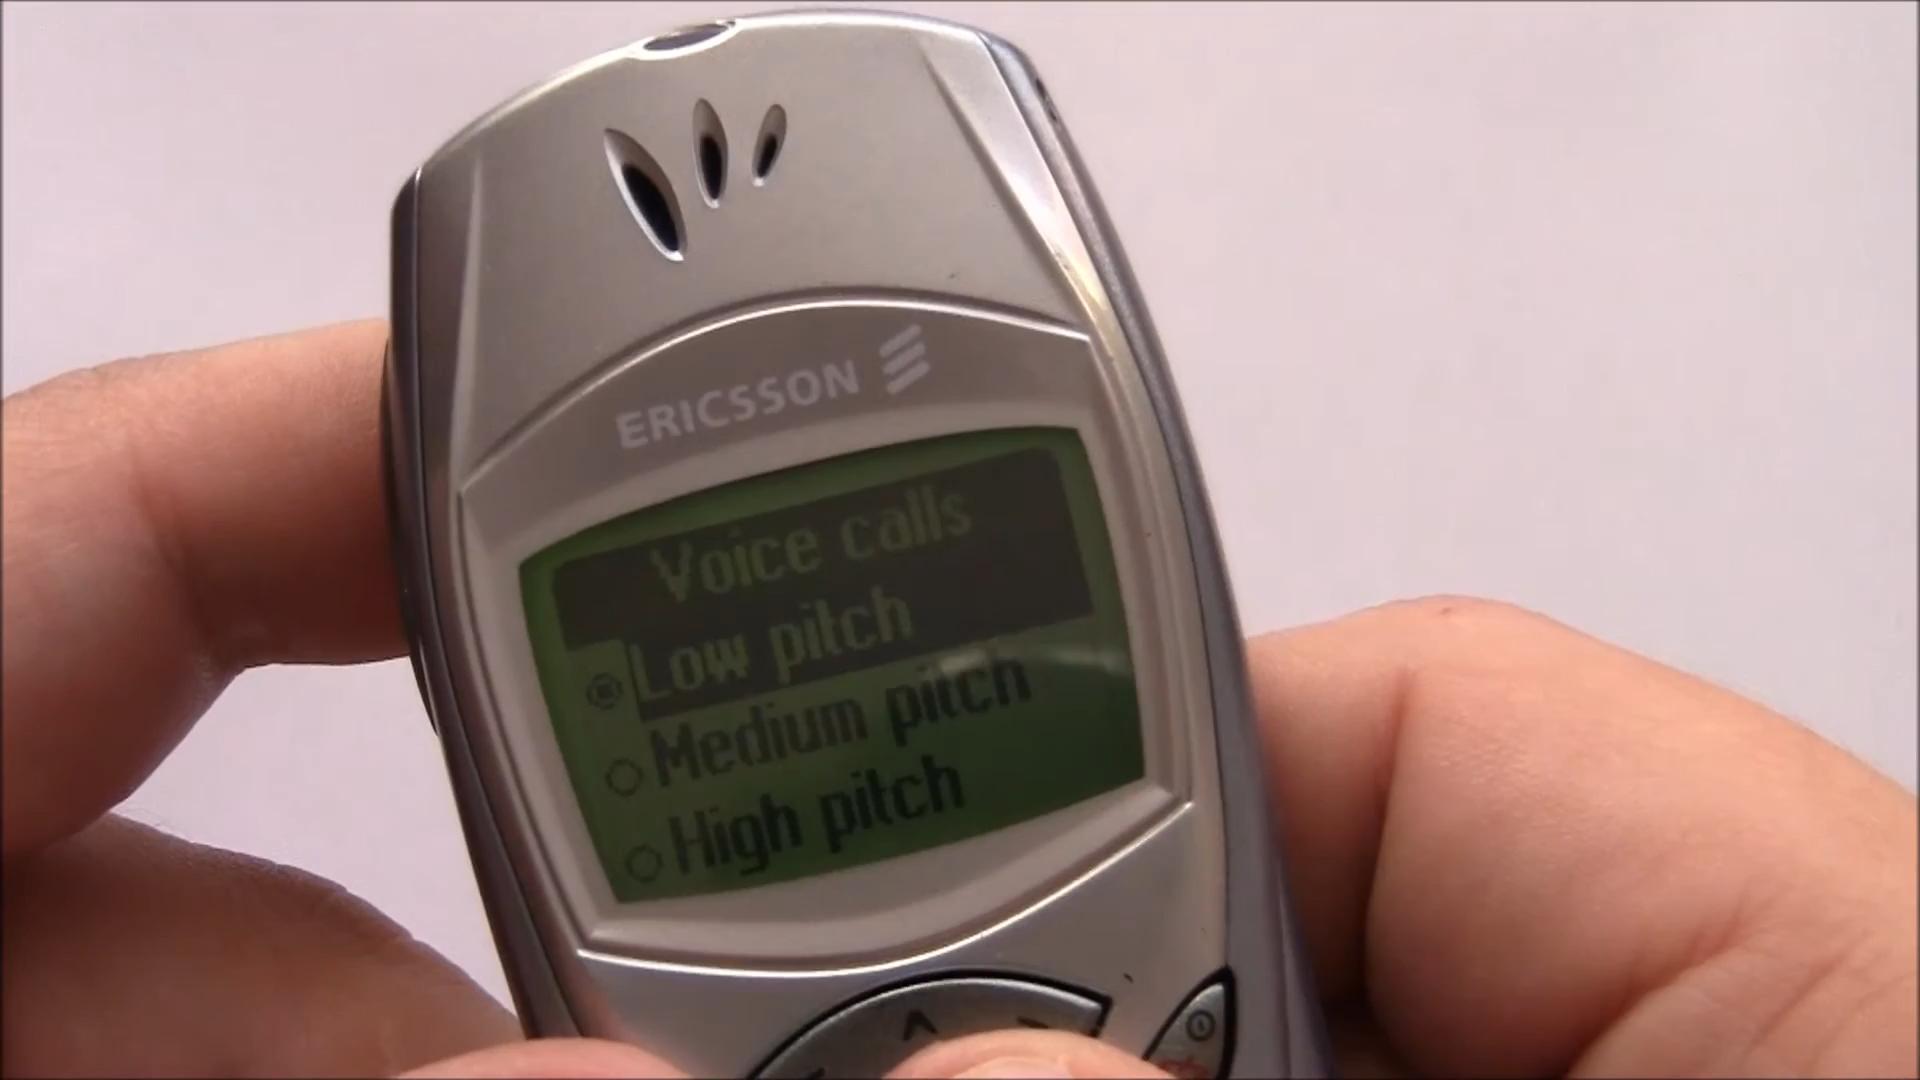 ERICSSON
Voice calls
Low pitch
Medium pitch
High pitch